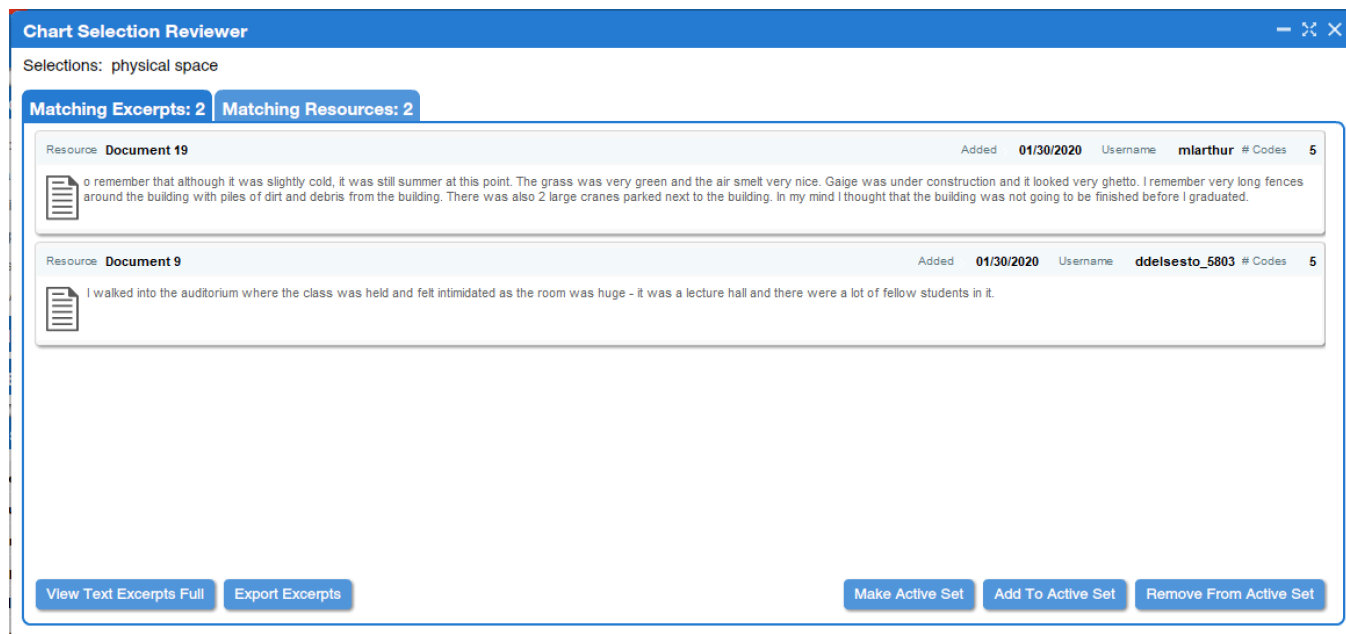 Chart Selection Reviewer
Selections: physical space
Matching Excerpts: 2 Matching Resources: 2
Resource Document 19 Added 01/30/2020 Username mlarthur # Codes 5
o remember that although it was slightly cold, it was still summer at this point. The grass was very green and the air smelt very nice. Gaige was under construction and it looked very ghetto. I remember very long fences
around the building with piles of dirt and debris from the building. There was also 2 large cranes parked next to the building. In my mind I thought that the building was not going to be finished before I graduated.
Resource Document 9 Added 01/30/2020 Username ddelsesto_5803 # Codes 5
I walked into the auditorium where the class was held and felt intimidated as the room was huge - it was a lecture hall and there were a lot of fellow students in it.
View Text Excerpts Full Export Excerpts Make Active Set Add To Active Set Remove From Active Set